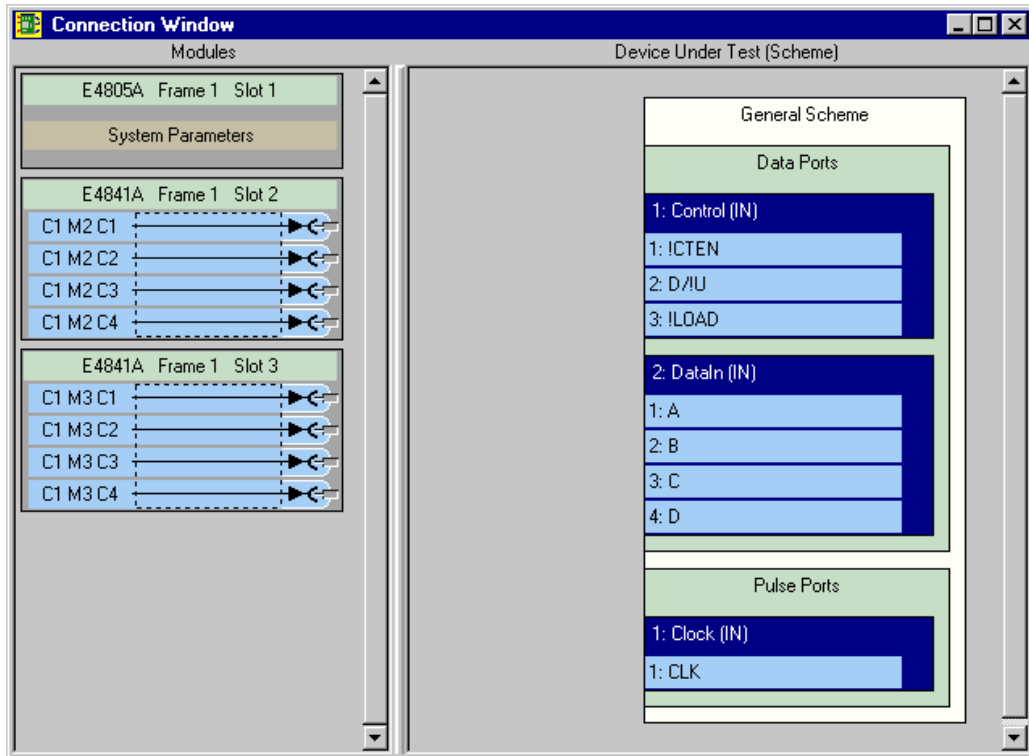 Connection Window
Modules
Device Under Test (Scheme)
E4805A Frame 1 Slot 1
System Parameters
E4841A Frame 1 Slot 2
C1 M2 C1
C1 M2 C2
C1 M2 C3
C1 M2 C4
E4841A Frame 1 Slot 3
C1 M3 C1
C1 M3 C2
C1 M3 C3
C1 M3 C4
General Scheme
Data Ports
1: Control (IN)
1: !CTEN
2: D/!U
3: !LOAD
2: DataIn (IN)
1: A
2: B
3: C
4: D
Pulse Ports
1: Clock (IN)
1: CLK